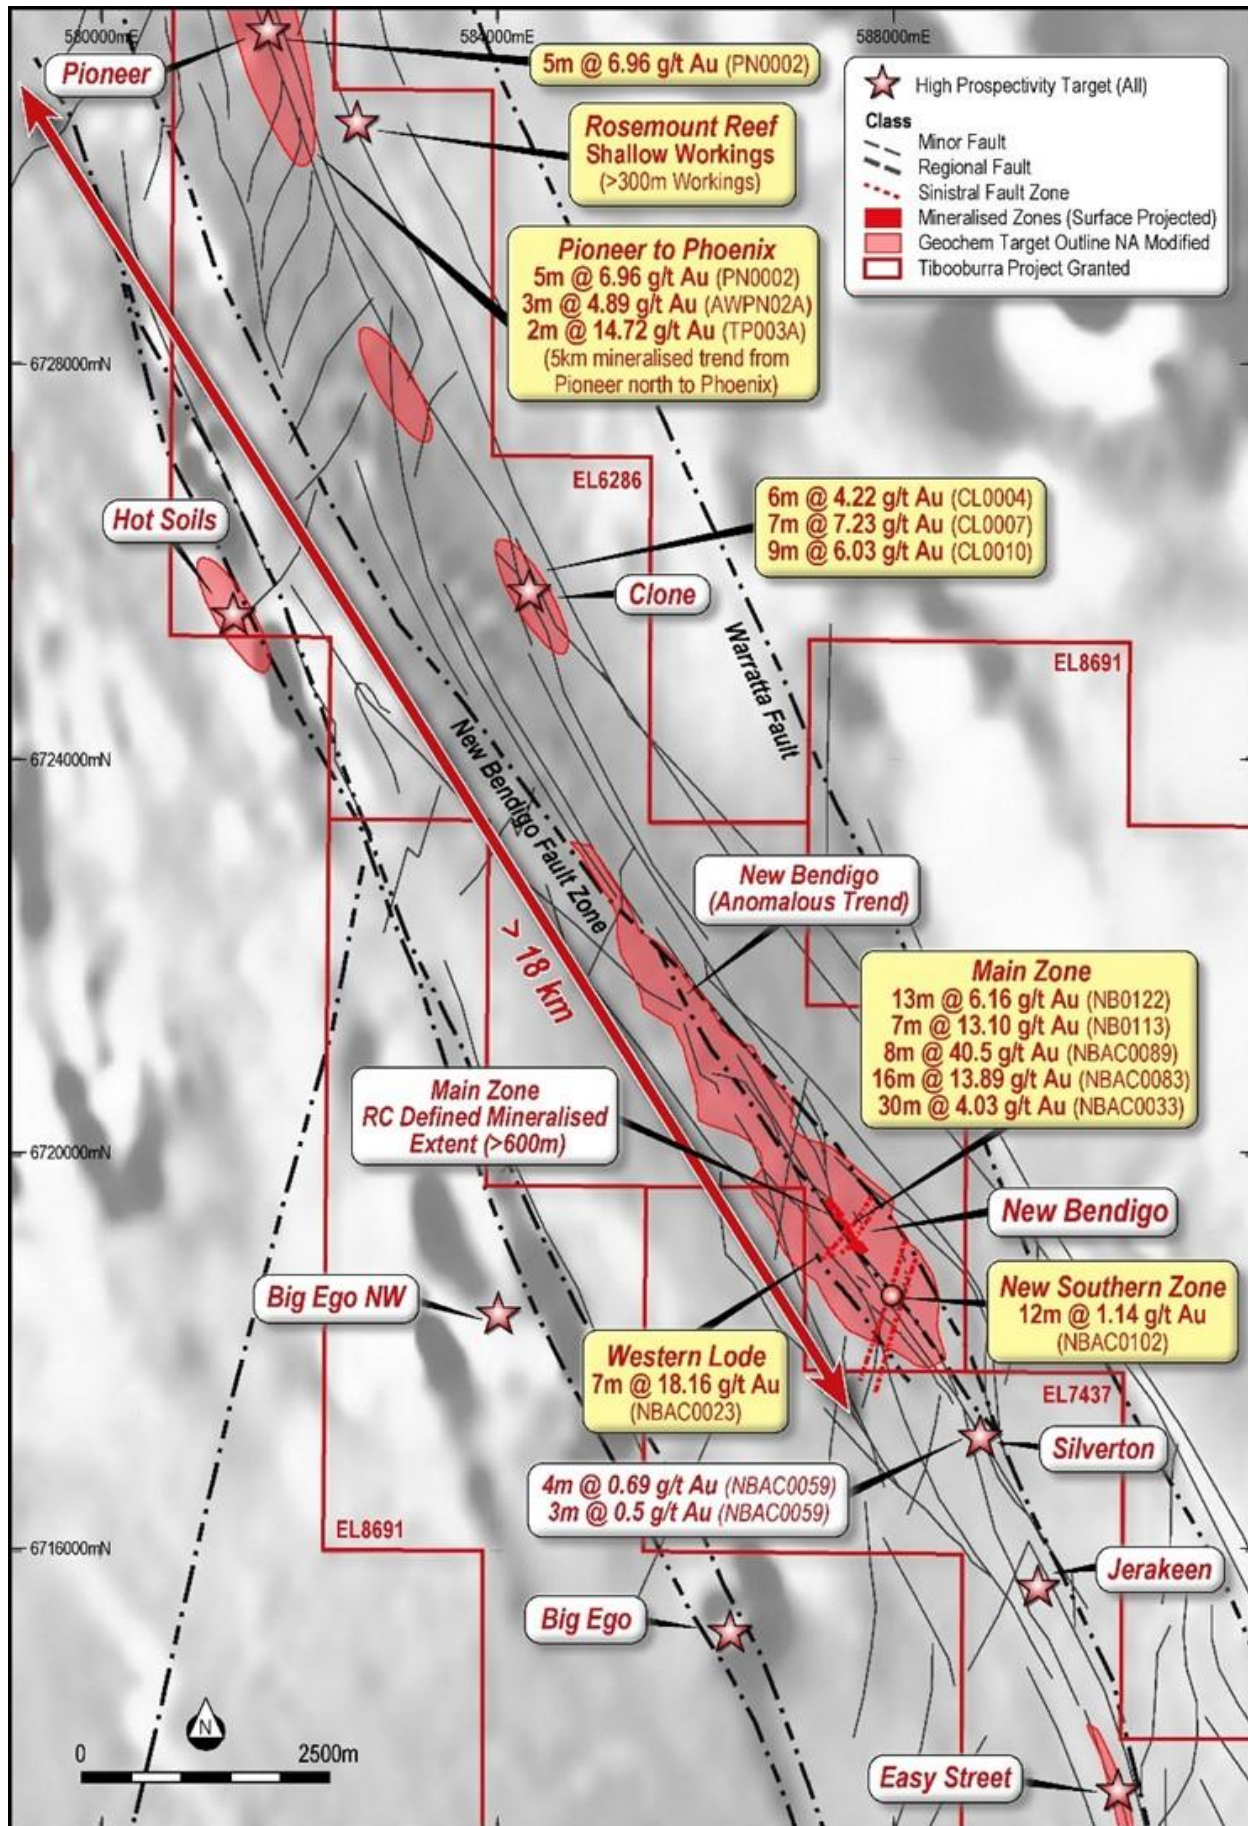 580000mE
584000mE
588000mE
Pioneer
5m @ 6.96 g/t Au (PN0002)
High Prospectivity Target (All)
Class
Minor Fault
Regional Fault
Sinistral Fault Zone
Mineralised Zones (Surface Projected)
Geochem Target Outline NA Modified
Tibooburra Project Granted
Rosemount Reef
Shallow Workings
(>300m Workings)
Pioneer to Phoenix
5m @ 6.96 g/t Au (PN0002)
3m @ 4.89 g/t Au (AWPN02A)
2m @ 14.72 g/t Au (TP003A)
(5km mineralised trend from
Pioneer north to Phoenix)
6728000mN
EL6286
Hot Soils
6m @ 4.22 g/t Au (CL0004)
7m @ 7.23 g/t Au (CL0007)
9m @ 6.03 g/t Au (CL0010)
Clone
Warratta Fault
EL8691
6724000mN
New Bendigo Fault Zone
New Bendigo
(Anomalous Trend)
> 18 km
Main Zone
13m @ 6.16 g/t Au (NB0122)
7m @ 13.10 g/t Au (NB0113)
8m @ 40.5 g/t Au (NBAC0089)
16m @ 13.89 g/t Au (NBAC0083)
30m @ 4.03 g/t Au (NBAC0033)
Main Zone
RC Defined Mineralised
Extent (>600m)
6720000mN
New Bendigo
Big Ego NW
New Southern Zone
12m @ 1.14 g/t Au
(NBAC0102)
Western Lode
7m @ 18.16 g/t Au
(NBAC0023)
EL7437
Silverton
4m @ 0.69 g/t Au (NBAC0059)
3m @ 0.5 g/t Au (NBAC0059)
EL8691
6716000mN
Jerakeen
Big Ego
N
0
2500m
Easy Street